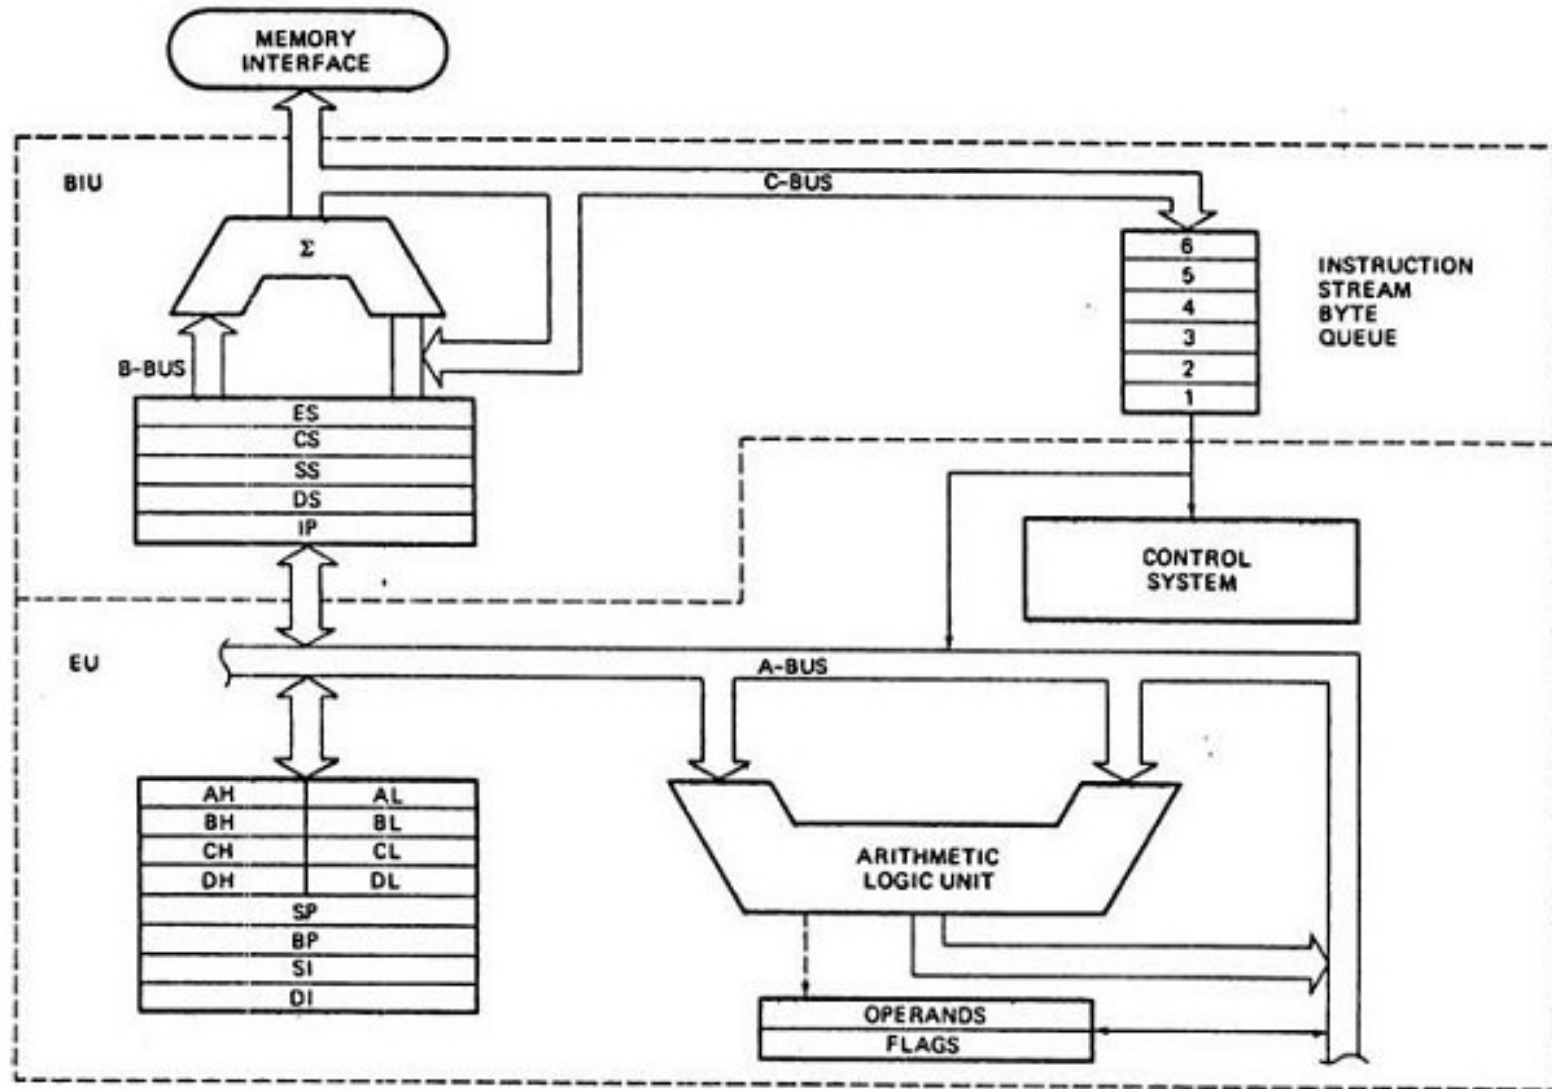 MEMORY
INTERFACE
BIU
C-BUS
Σ
6
5
4
3
2
1
INSTRUCTION
STREAM
BYTE
QUEUE
B-BUS
ES
CS
SS
DS
IP
CONTROL
SYSTEM
EU
A-BUS
AH AL
BH BL
CH CL
DH DL
SP
BP
SI
DI
ARITHMETIC
LOGIC UNIT
OPERANDS
FLAGS